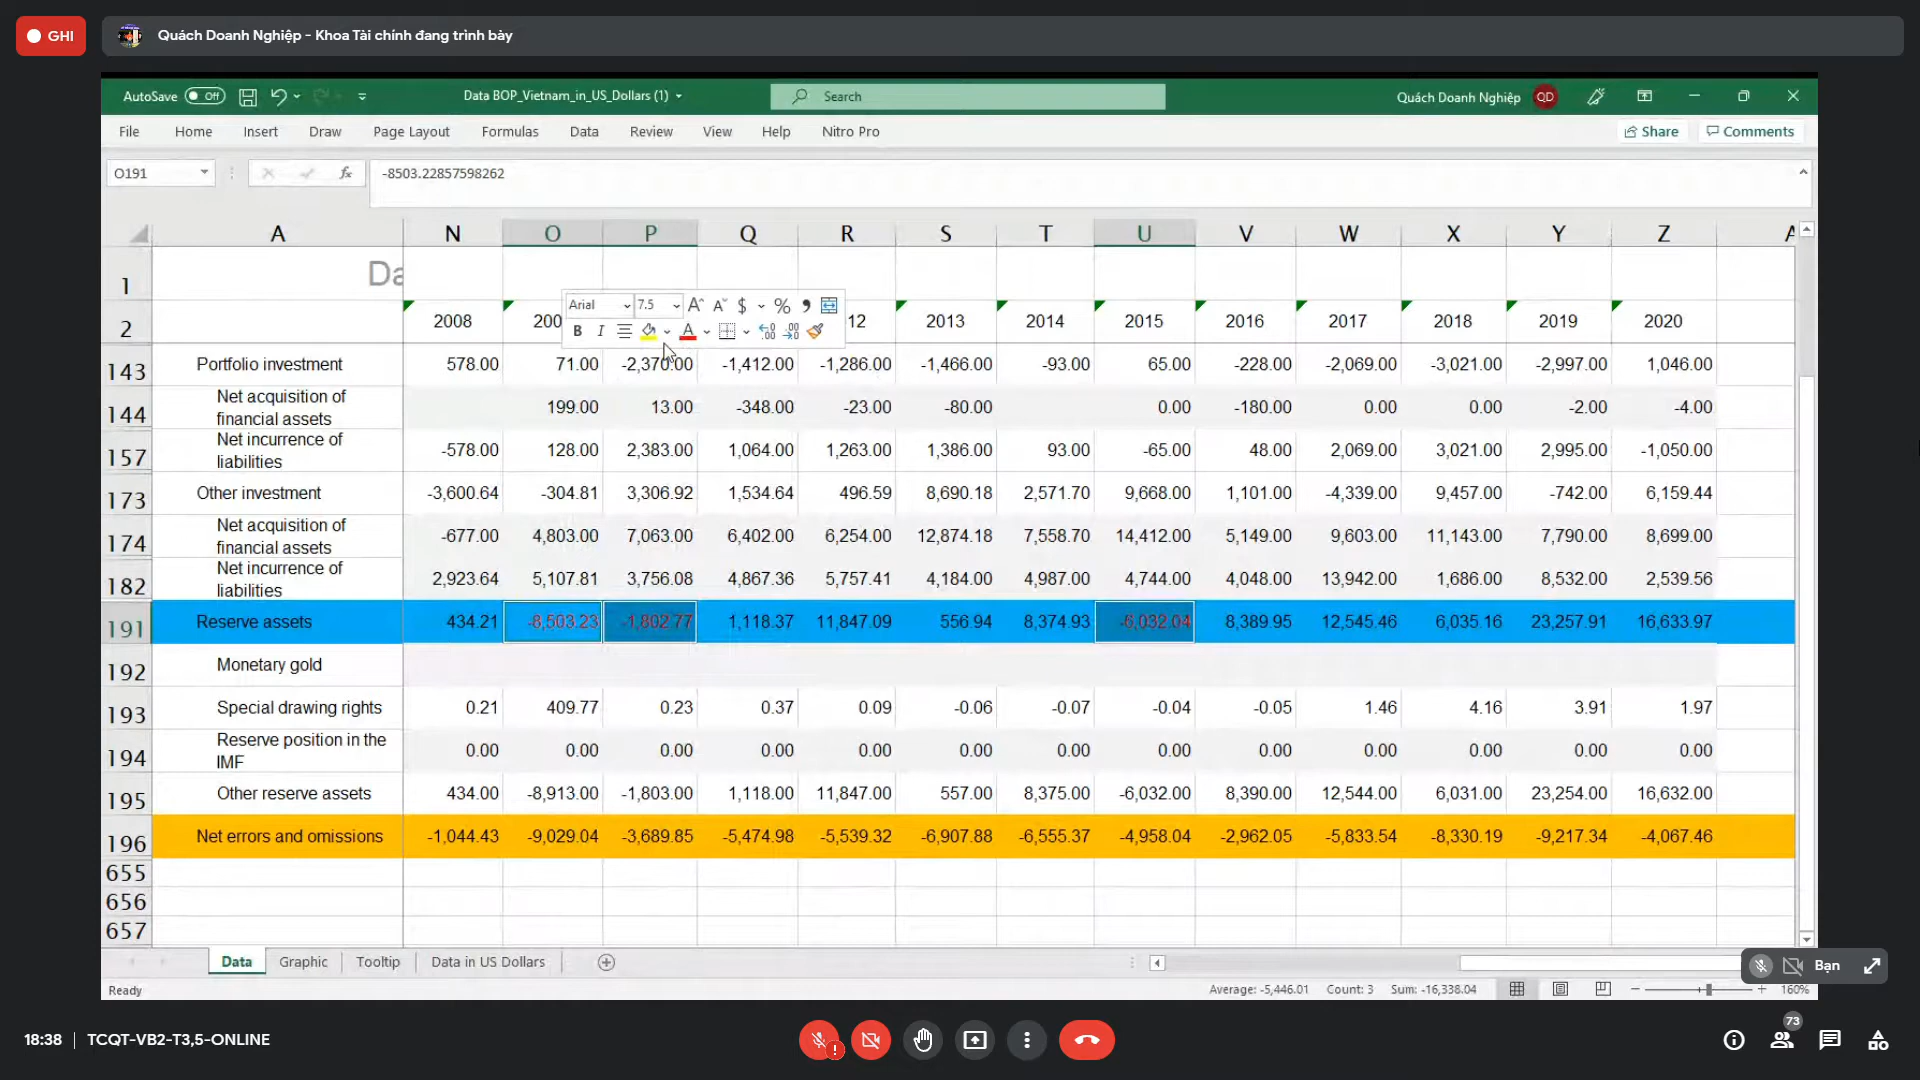 GHI
Quách Doanh Nghiệp - Khoa Tài chính đang trình bày
AutoSave Off Data BOP_Vietnam_in_US_Dollars (1) Search Quách Doanh Nghiệp QD
File Home Insert Draw Page Layout Formulas Data Review View Help Nitro Pro Share Comments
O191 fx -8503.22857598262
A N O P Q R S T U V W X Y Z
1
Arial 7.5 A A $ %
2 2008 200 12 2013 2014 2015 2016 2017 2018 2019 2020
B I A
143 Portfolio investment 578.00 71.00 -2,370.00 -1,412.00 -1,286.00 -1,466.00 -93.00 65.00 -228.00 -2,069.00 -3,021.00 -2,997.00 1,046.00
144 Net acquisition of
financial assets 199.00 13.00 -348.00 -23.00 -80.00 0.00 -180.00 0.00 0.00 -2.00 -4.00
157 Net incurrence of
liabilities -578.00 128.00 2,383.00 1,064.00 1,263.00 1,386.00 93.00 -65.00 48.00 2,069.00 3,021.00 2,995.00 -1,050.00
173 Other investment -3,600.64 -304.81 3,306.92 1,534.64 496.59 8,690.18 2,571.70 9,668.00 1,101.00 -4,339.00 9,457.00 -742.00 6,159.44
174 Net acquisition of
financial assets -677.00 4,803.00 7,063.00 6,402.00 6,254.00 12,874.18 7,558.70 14,412.00 5,149.00 9,603.00 11,143.00 7,790.00 8,699.00
182 Net incurrence of
liabilities 2,923.64 5,107.81 3,756.08 4,867.36 5,757.41 4,184.00 4,987.00 4,744.00 4,048.00 13,942.00 1,686.00 8,532.00 2,539.56
191 Reserve assets 434.21 -8,503.23 -1,802.77 1,118.37 11,847.09 556.94 8,374.93 -6,032.04 8,389.95 12,545.46 6,035.16 23,257.91 16,633.97
192 Monetary gold
193 Special drawing rights 0.21 409.77 0.23 0.37 0.09 -0.06 -0.07 -0.04 -0.05 1.46 4.16 3.91 1.97
194 Reserve position in the
IMF 0.00 0.00 0.00 0.00 0.00 0.00 0.00 0.00 0.00 0.00 0.00 0.00 0.00
195 Other reserve assets 434.00 -8,913.00 -1,803.00 1,118.00 11,847.00 557.00 8,375.00 -6,032.00 8,390.00 12,544.00 6,031.00 23,254.00 16,632.00
196 Net errors and omissions -1,044.43 -9,029.04 -3,689.85 -5,474.98 -5,539.32 -6,907.88 -6,555.37 -4,958.04 -2,962.05 -5,833.54 -8,330.19 -9,217.34 -4,067.46
655
656
657
Data Graphic Tooltip Data in US Dollars Bạn
Ready Average: -5,446.01 Count: 3 Sum: -16,338.04 160%
18:38 TCQT-VB2-T3,5-ONLINE 73